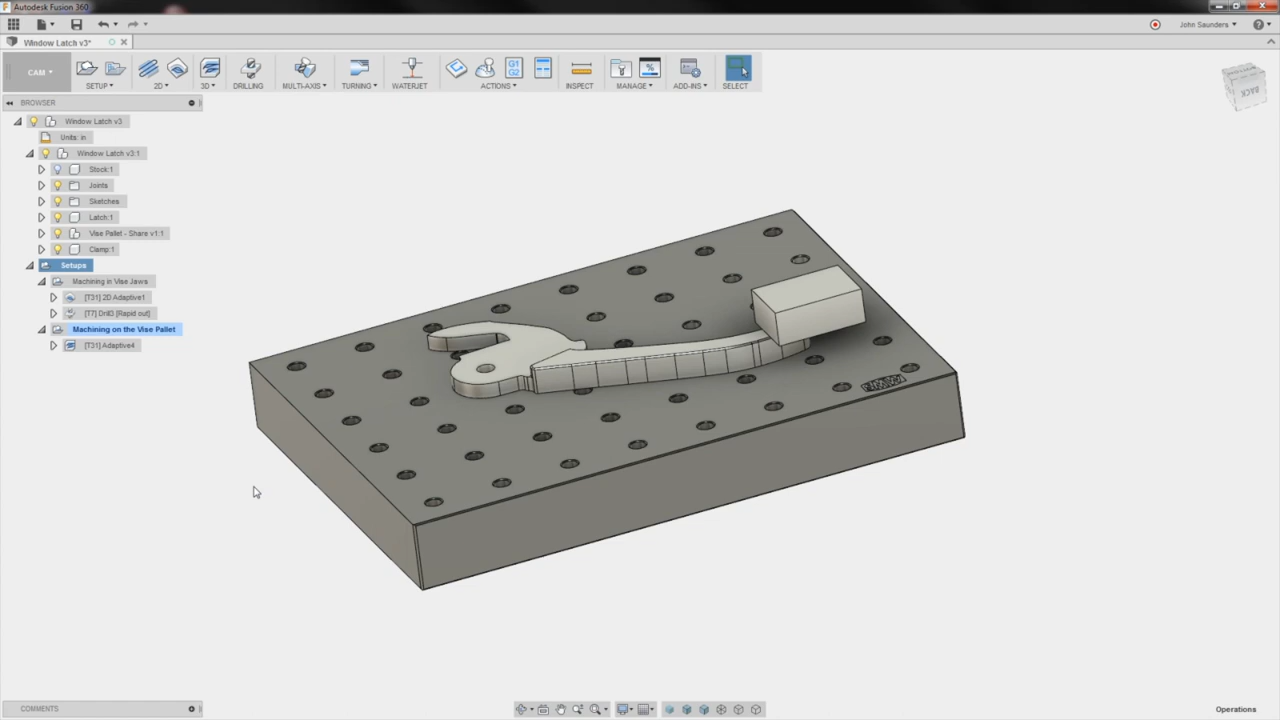 Autodesk Fusion 360
John Saunders
Window Latch v3*
CAM
SETUP
2D
3D
DRILLING
MULTI-AXIS
TURNING
WATERJET
ACTIONS
INSPECT
MANAGE
ADD-INS
SELECT
G1
G2
BACK
BROWSER
Window Latch v3
Units: in
Window Latch v3:1
Stock:1
Joints
Sketches
Latch:1
Vise Pallet - Share v1:1
Clamp:1
Setups
Machining in Vise Jaws
[T31] 2D Adaptive1
[T7] Drill3 [Rapid out]
Machining on the Vise Pallet
[T31] Adaptive4
COMMENTS
Operations